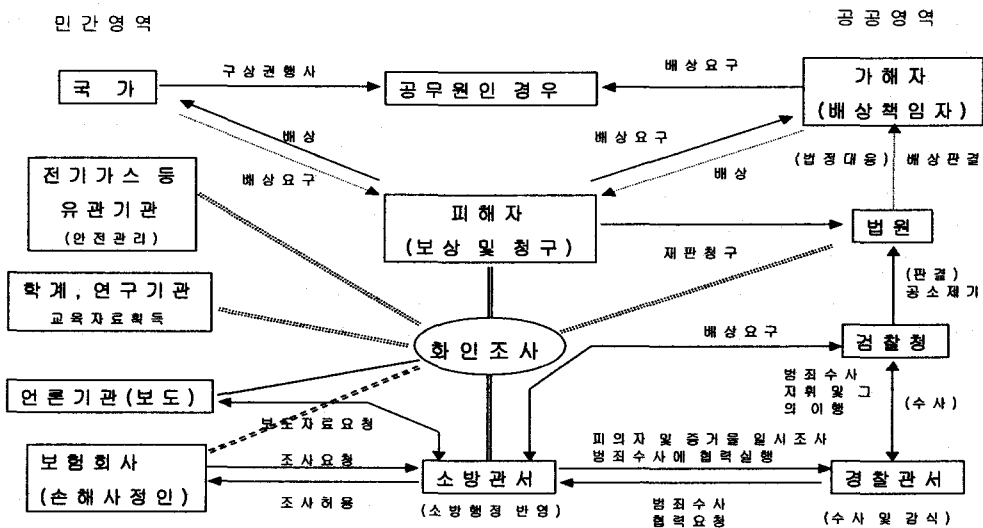 민간영역
공공영역
국 가
구상권행사
공무원인 경우
배상요구
가해자
(배상책임자)
배상
배상요구
배상요구
배상
(법정대응) 배상판결
전기가스 등
유관기관
(안전관리)
피해자
(보상 및 청구)
재판청구
법원
(판결)
공소제기
학계, 연구기관
교육자료획득
화인조사
배상요구
검찰청
범죄수사
지휘 및 그
의 이행
(수사)
언론기관(보도)
보도자료요청
보험회사
(손해사정인)
조사요청
조사허용
소방관서
(소방행정 반영)
피의자 및 증거물 일시조사
범죄수사에 협력실행
범죄수사
협력요청
경찰관서
(수사 및 감식)